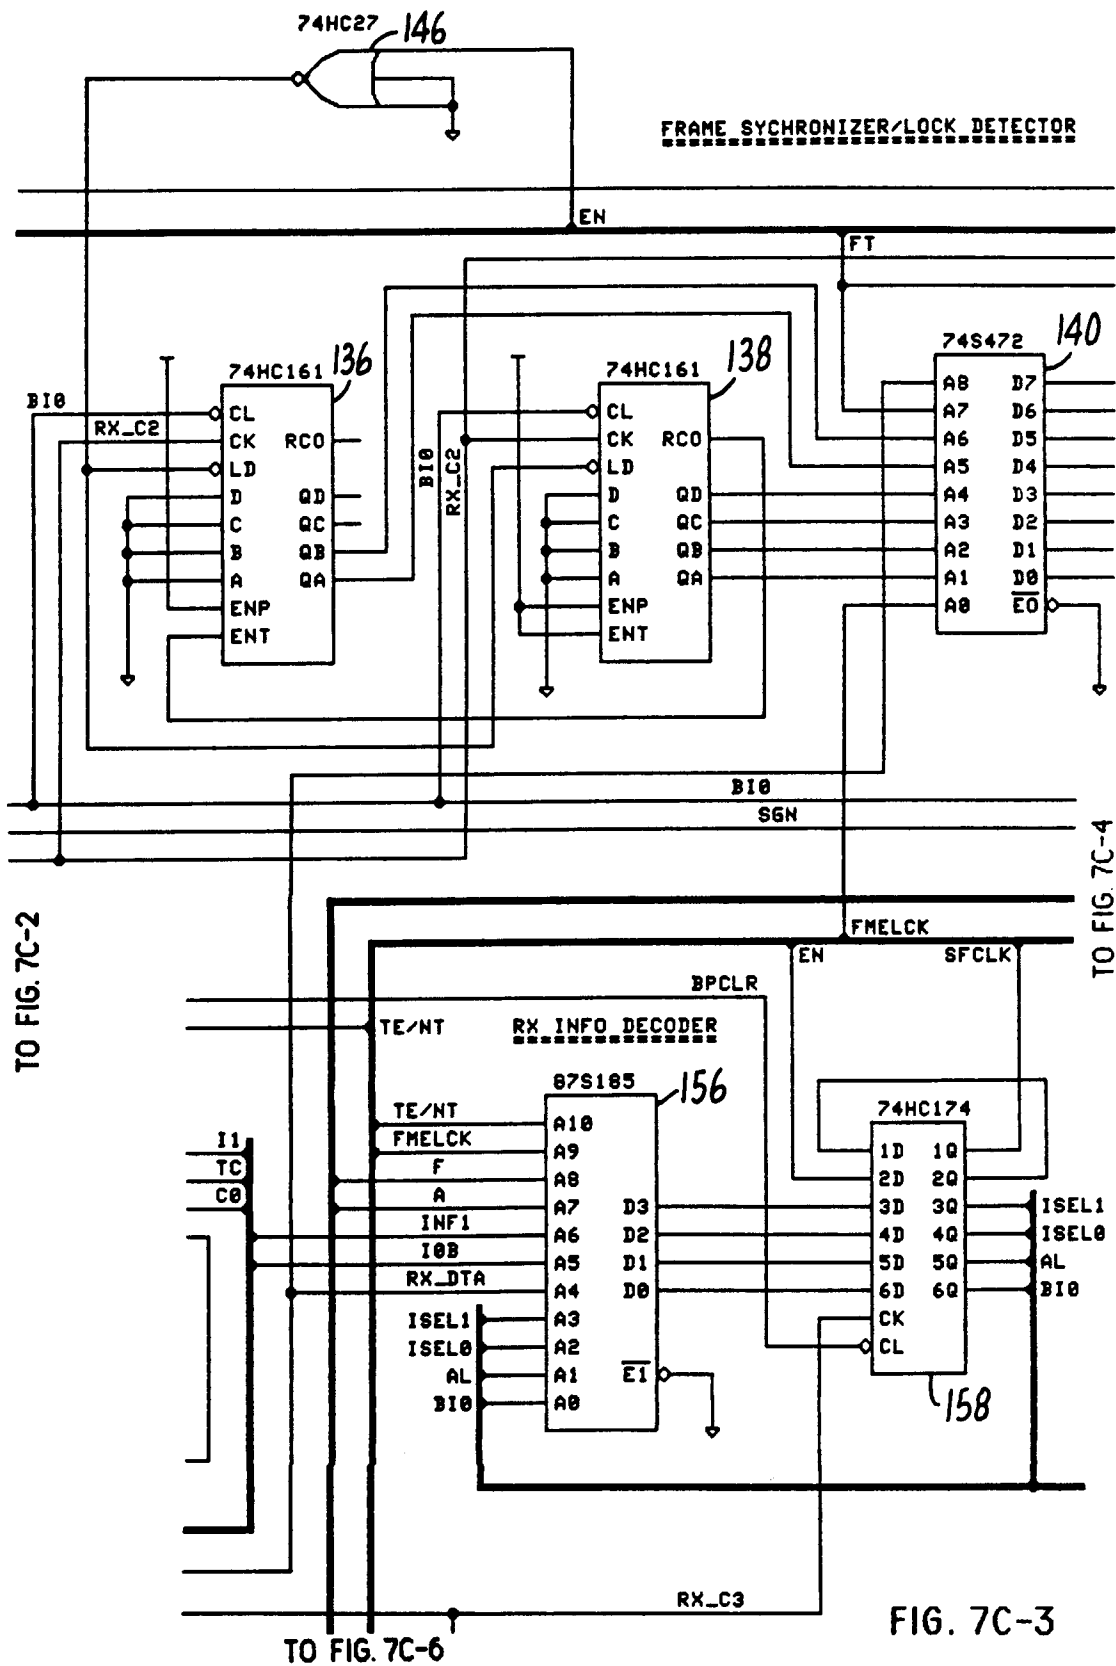 74HC27
146
FRAME SYCHRONIZER/LOCK DETECTOR
EN
FT
74HC161
136
BI0
RX_C2
CL
CK
LD
D
C
B
A
ENP
ENT
RCO
QD
QC
QB
QA
74HC161
138
BI0
RX_C2
CL
CK
LD
D
C
B
A
ENP
ENT
RCO
QD
QC
QB
QA
74S472
140
A8 D7
A7 D6
A6 D5
A5 D4
A4 D3
A3 D2
A2 D1
A1 D0
A0 EO
BI0
SGN
TO FIG. 7C-2
TO FIG. 7C-4
FMELCK
EN
SFCLK
BPCLR
TE/NT
RX INFO DECODER
87S185
156
I1
TC
C0
TE/NT
FMELCK
F
A
INF1
I0B
RX_DTA
ISEL1
ISEL0
AL
BI0
A10
A9
A8
A7
A6
A5
A4
A3
A2
A1
A0
D3
D2
D1
D0
E1
74HC174
1D 1Q
2D 2Q
3D 3Q
4D 4Q
5D 5Q
6D 6Q
CK
CL
ISEL1
ISEL0
AL
BI0
158
RX_C3
FIG. 7C-3
TO FIG. 7C-6